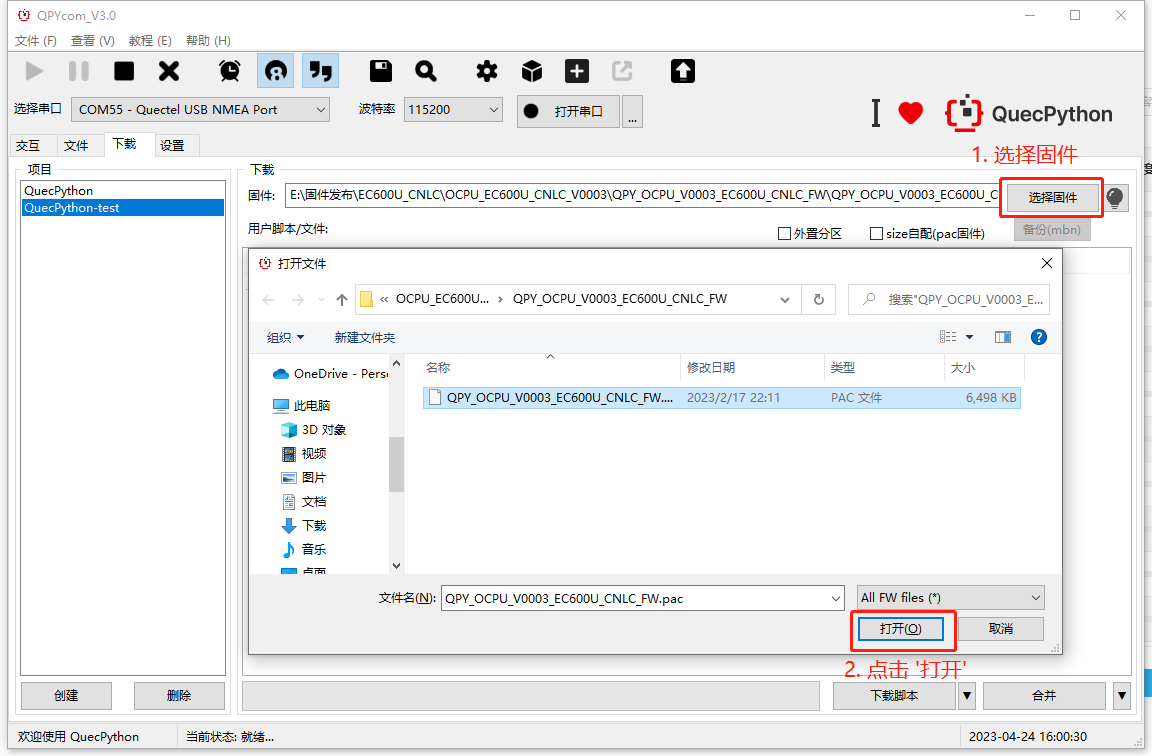 QPYcom_V3.0
文件 (F) 查看 (V) 教程 (E) 帮助 (H)
选择串口 COM55 - Quectel USB NMEA Port 波特率 115200 打开串口 ...
QuecPython
交互 文件 下载 设置
1. 选择固件
项目
QuecPython
QuecPython-test
创建 删除
下载
固件: E:\固件发布\EC600U_CNLC\OCPU_EC600U_CNLC_V0003\QPY_OCPU_V0003_EC600U_CNLC_FW\QPY_OCPU_V0003_EC600U_C 选择固件
用户脚本/文件: 外置分区 size自配(pac固件) 备份(mbn)
打开文件
« OCPU_EC600U... › QPY_OCPU_V0003_EC600U_CNLC_FW 搜索"QPY_OCPU_V0003_E...
组织 新建文件夹
OneDrive - Pers
此电脑
3D 对象
视频
图片
文档
下载
音乐
桌面
名称 修改日期 类型 大小
QPY_OCPU_V0003_EC600U_CNLC_FW.... 2023/2/17 22:11 PAC 文件 6,498 KB
文件名(N): QPY_OCPU_V0003_EC600U_CNLC_FW.pac All FW files (*)
打开(O) 取消
2. 点击 '打开'
下载脚本 合并
欢迎使用 QuecPython 当前状态: 就绪... 2023-04-24 16:00:30